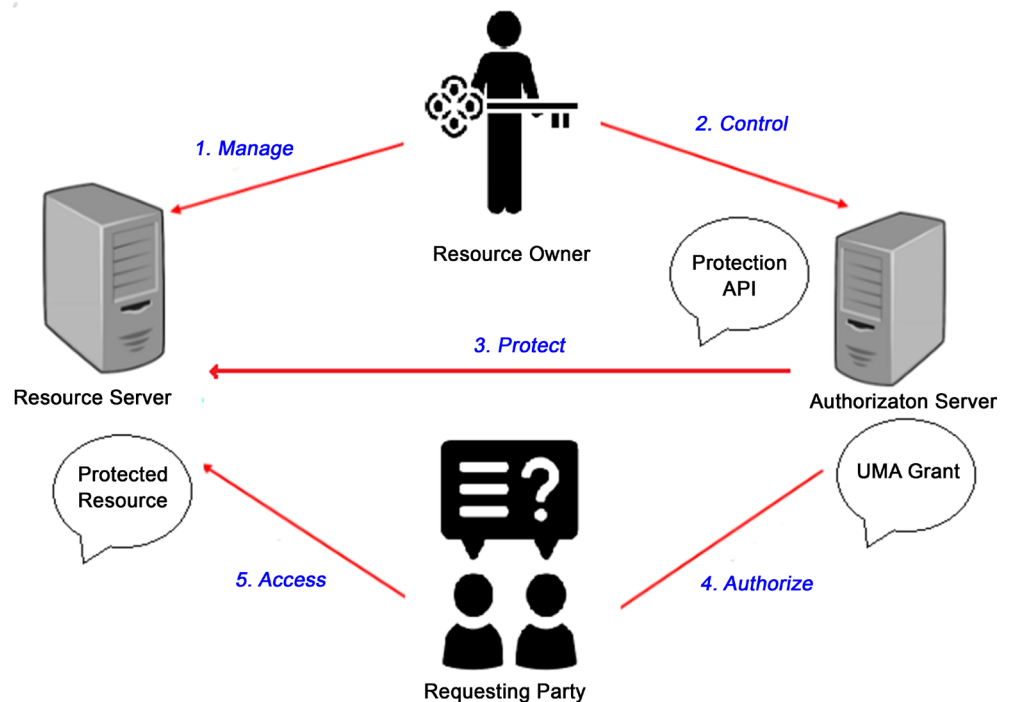 1. Manage
2. Control
Resource Owner
Protection
API
3. Protect
Resource Server
Authorizaton Server
Protected
Resource
UMA Grant
5. Access
4. Authorize
Requesting Party